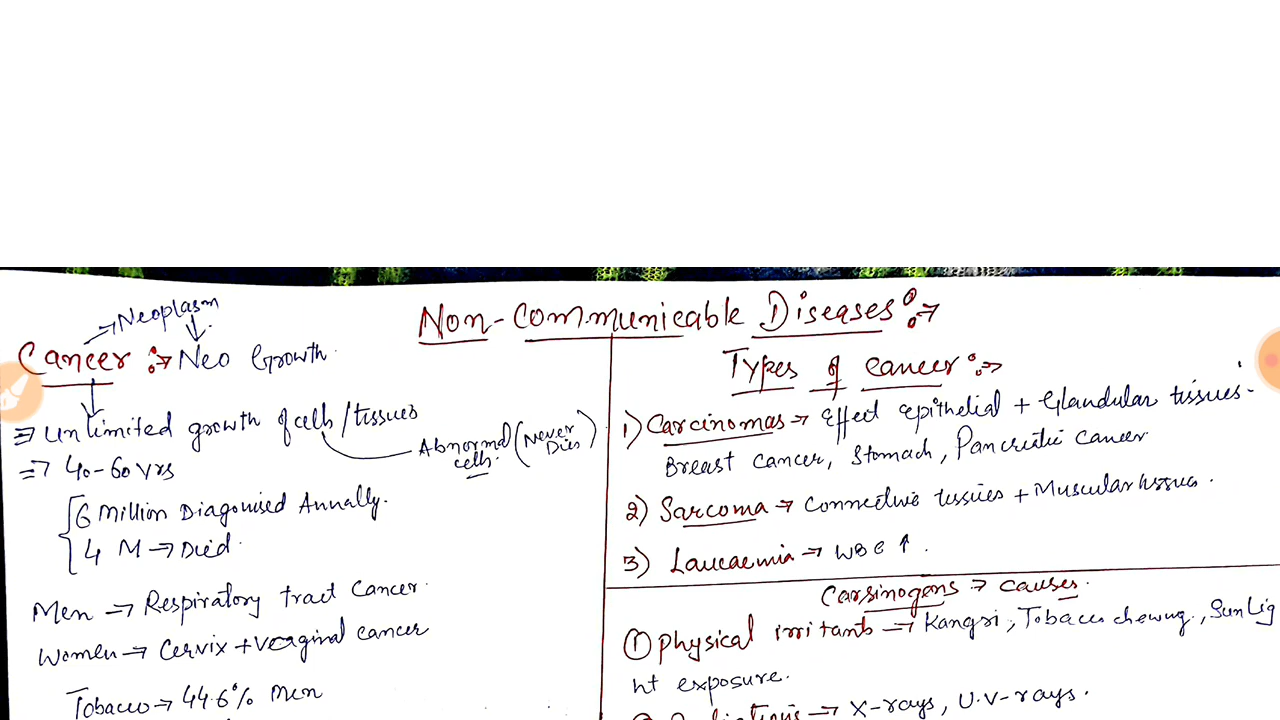 Non-Communicable Diseases :→
→Neoplasm
Cancer :→ Neo Growth.
⇒ Unlimited growth of cells/tissues
Abnormal cells. (Never Dies)
⇒ 40-60 yrs
6 Million Diagonised Annally.
4 M → Died.
Men → Respiratory tract Cancer.
Women → Cervix + Veaginal cancer
Tobacco → 44.6% Men
Types of cancer :→
1) Carcinomas → Effect epithelial + Glandular tissues.
Breast cancer, Stomach, Pancreatic cancer
2) Sarcoma → Connective tissues + Muscular tissues.
3) Laucaemia → WBC ↑.
Carsinogons → causes.
① Physical irritants → Kangri, Tobacco chewing, Sun Lig
ht exposure.
→ X-rays, U.V-rays.